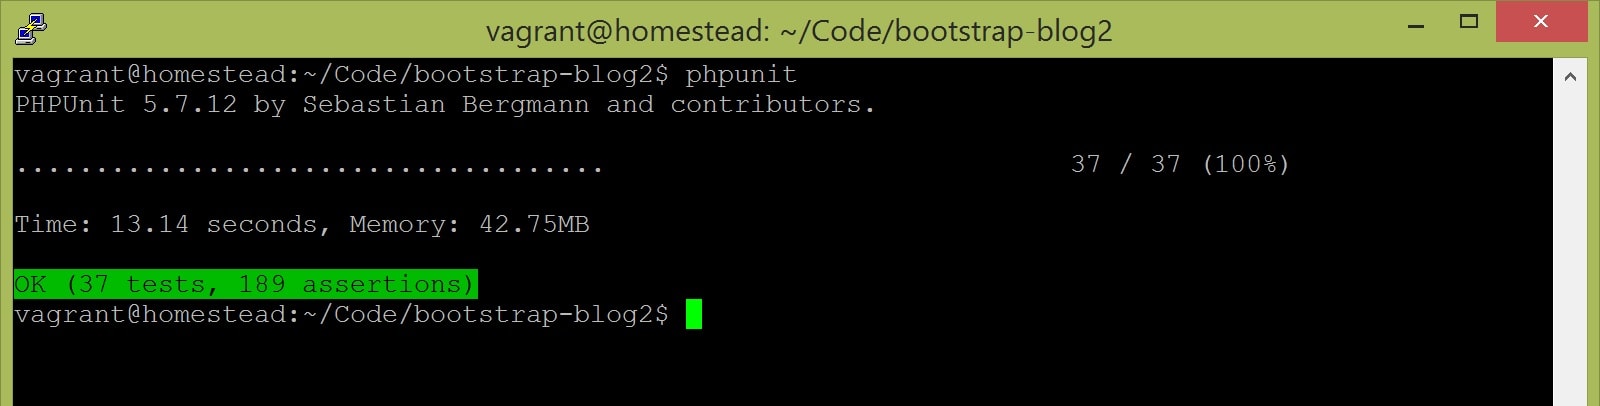 vagrant@homestead: ~/Code/bootstrap-blog2
vagrant@homestead:~/Code/bootstrap-blog2$ phpunit
PHPUnit 5.7.12 by Sebastian Bergmann and contributors.
.....................................                             37 / 37 (100%)
Time: 13.14 seconds, Memory: 42.75MB
OK (37 tests, 189 assertions)
vagrant@homestead:~/Code/bootstrap-blog2$